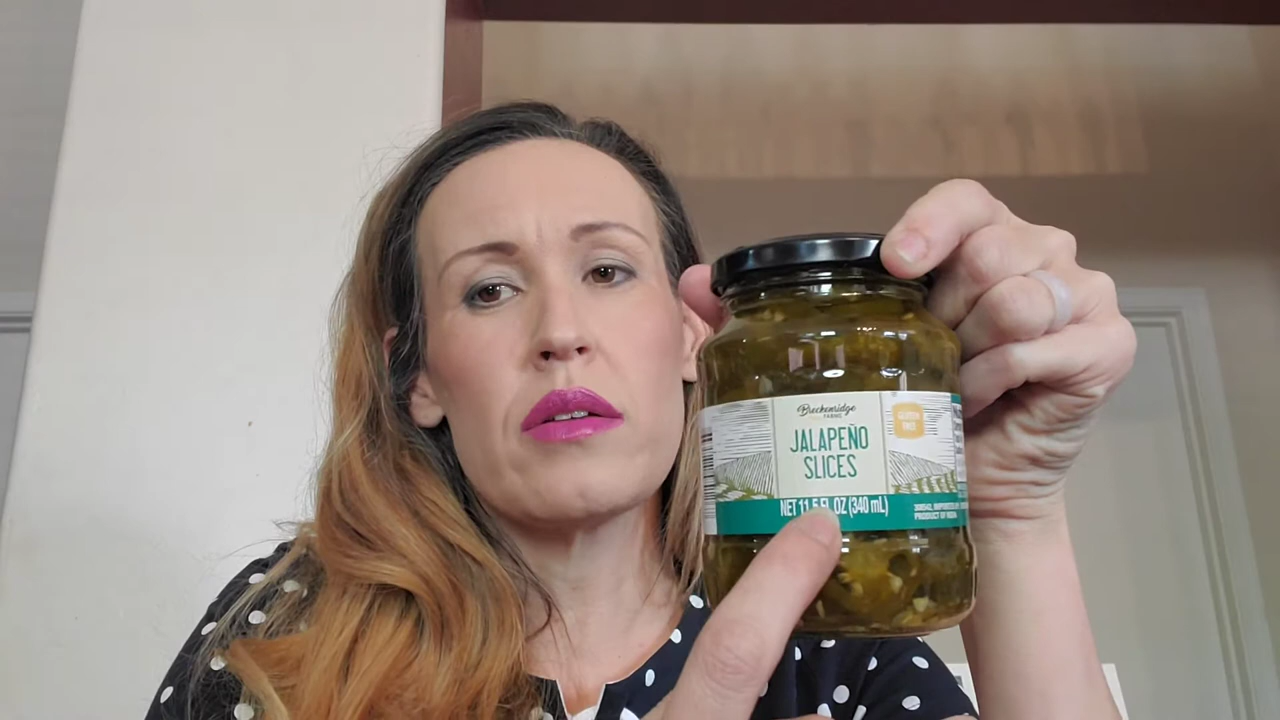 Breckenridge
FARMS
JALAPEÑO
SLICES
GLUTEN
FREE
NET 11.5 FL OZ (340 mL)
PRODUCT OF INDIA